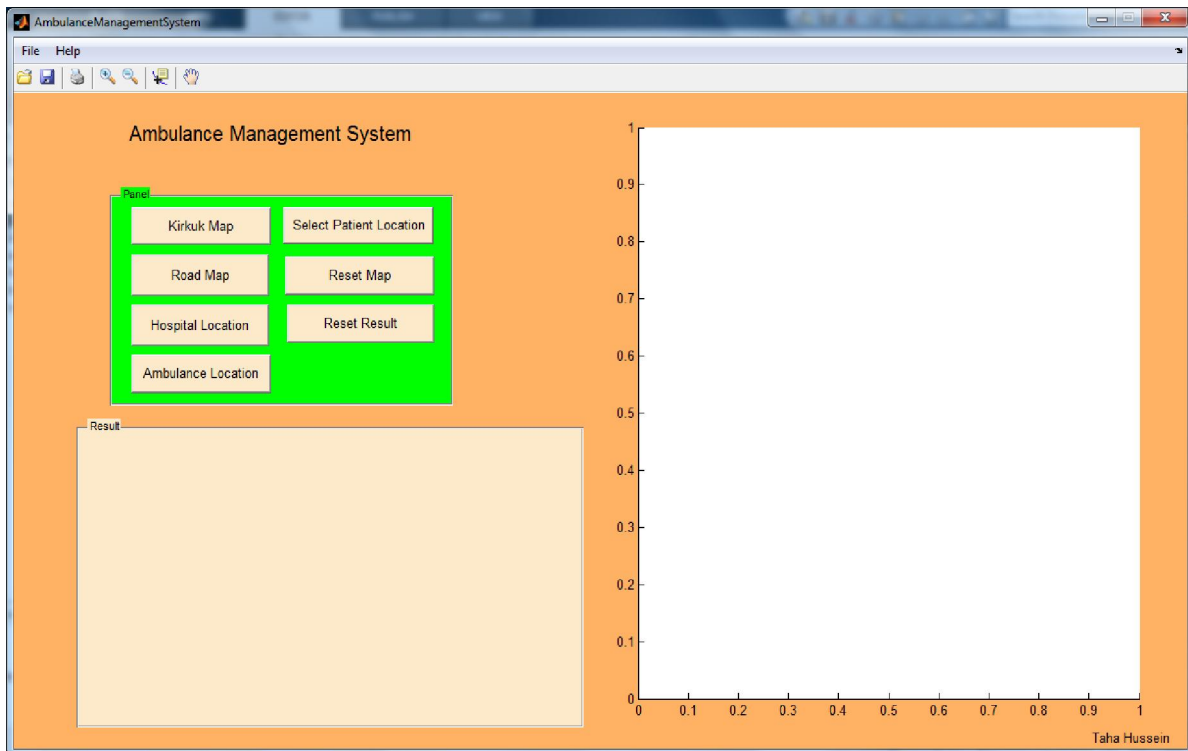 AmbulanceManagementSystem
File Help
Ambulance Management System
Panel
Kirkuk Map Select Patient Location
Road Map Reset Map
Hospital Location Reset Result
Ambulance Location
Result
1
0.9
0.8
0.7
0.6
0.5
0.4
0.3
0.2
0.1
0
0 0.1 0.2 0.3 0.4 0.5 0.6 0.7 0.8 0.9 1
Taha Hussein